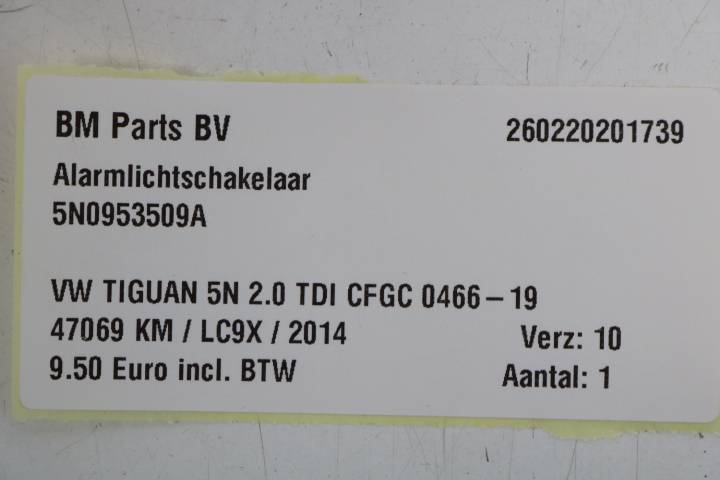 BM Parts BV 260220201739
Alarmlichtschakelaar
5N0953509A
VW TIGUAN 5N 2.0 TDI CFGC 0466-19
47069 KM / LC9X / 2014 Verz: 10
9.50 Euro incl. BTW Aantal: 1